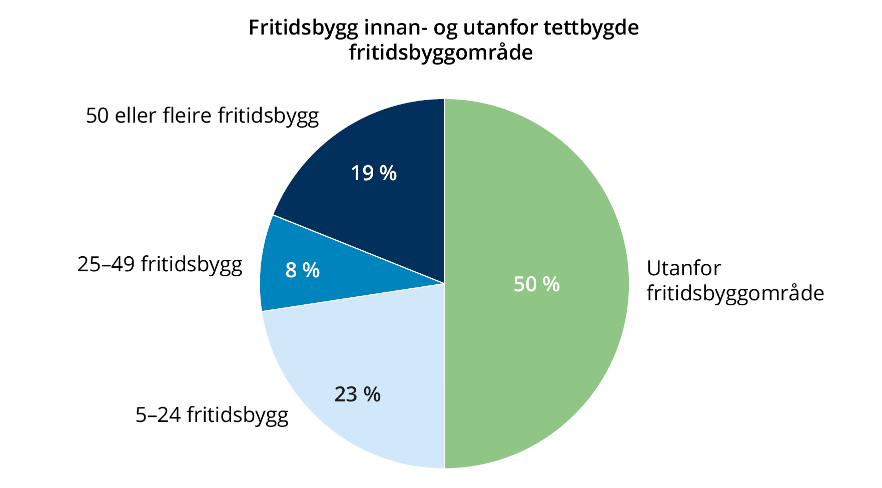 Fritidsbygg innan- og utanfor tettbygde
fritidsbyggområde
50 eller fleire fritidsbygg
19 %
25–49 fritidsbygg
8 %
50 %
Utanfor
fritidsbyggområde
23 %
5–24 fritidsbygg